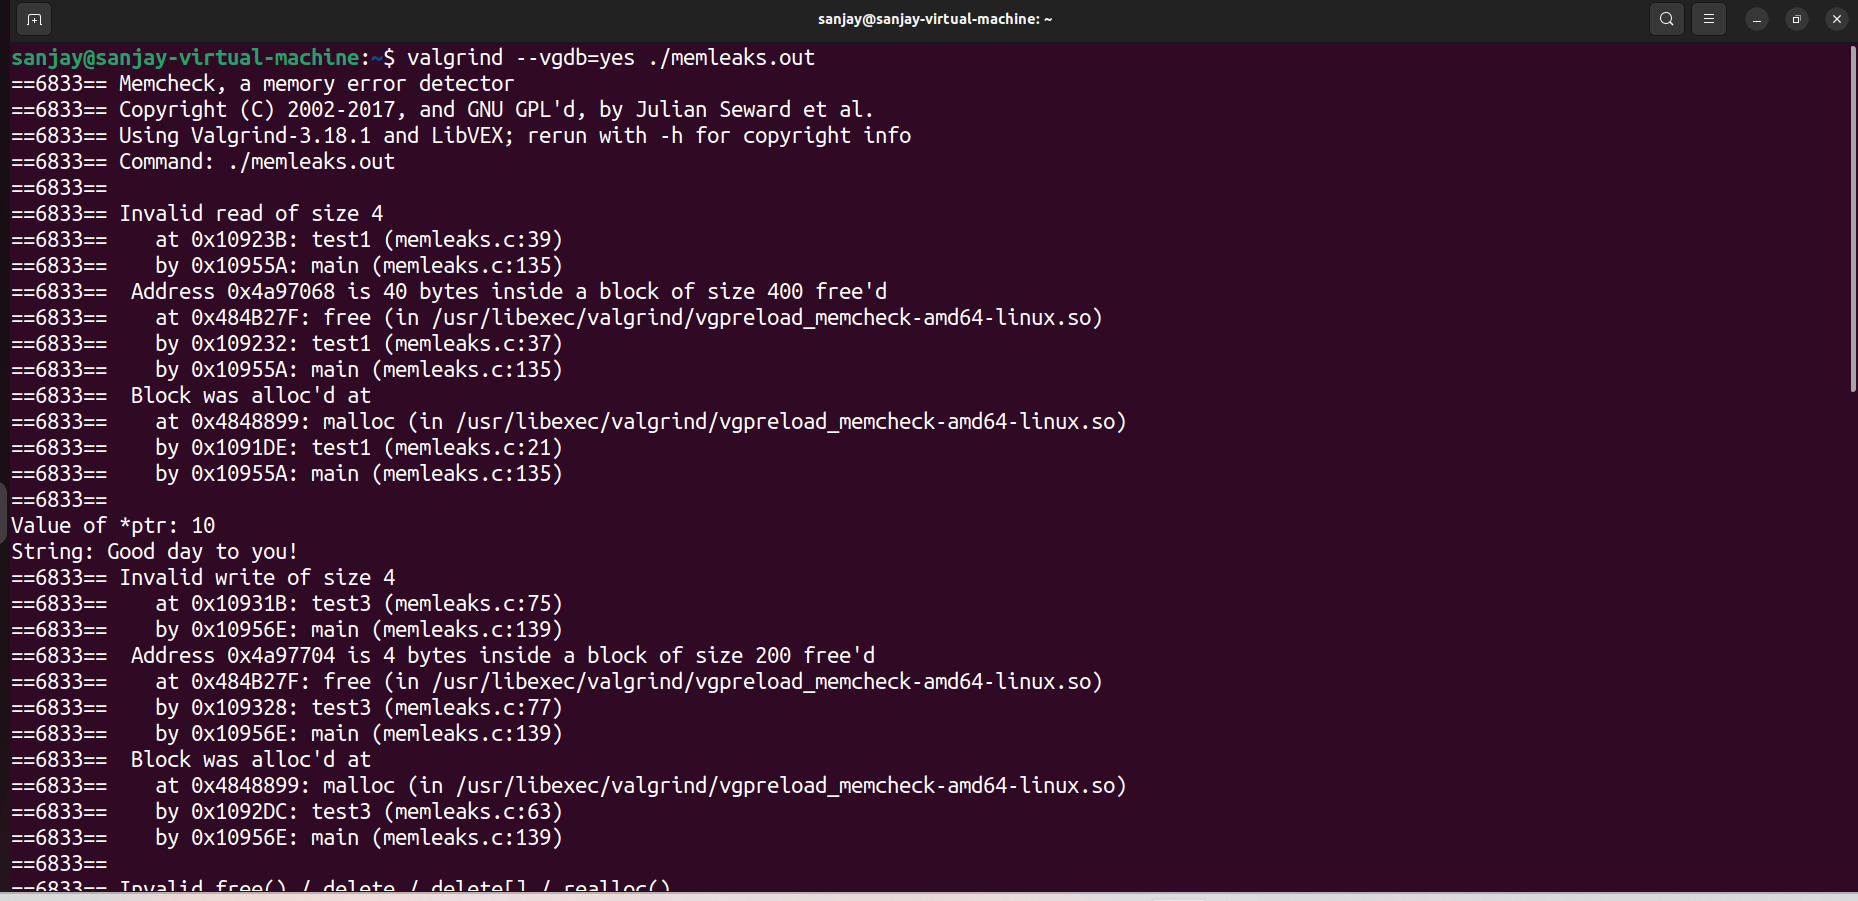 sanjay@sanjay-virtual-machine: ~
sanjay@sanjay-virtual-machine:~$ valgrind --vgdb=yes ./memleaks.out
==6833== Memcheck, a memory error detector
==6833== Copyright (C) 2002-2017, and GNU GPL'd, by Julian Seward et al.
==6833== Using Valgrind-3.18.1 and LibVEX; rerun with -h for copyright info
==6833== Command: ./memleaks.out
==6833==
==6833== Invalid read of size 4
==6833==    at 0x10923B: test1 (memleaks.c:39)
==6833==    by 0x10955A: main (memleaks.c:135)
==6833==  Address 0x4a97068 is 40 bytes inside a block of size 400 free'd
==6833==    at 0x484B27F: free (in /usr/libexec/valgrind/vgpreload_memcheck-amd64-linux.so)
==6833==    by 0x109232: test1 (memleaks.c:37)
==6833==    by 0x10955A: main (memleaks.c:135)
==6833==  Block was alloc'd at
==6833==    at 0x4848899: malloc (in /usr/libexec/valgrind/vgpreload_memcheck-amd64-linux.so)
==6833==    by 0x1091DE: test1 (memleaks.c:21)
==6833==    by 0x10955A: main (memleaks.c:135)
==6833==
Value of *ptr: 10
String: Good day to you!
==6833== Invalid write of size 4
==6833==    at 0x10931B: test3 (memleaks.c:75)
==6833==    by 0x10956E: main (memleaks.c:139)
==6833==  Address 0x4a97704 is 4 bytes inside a block of size 200 free'd
==6833==    at 0x484B27F: free (in /usr/libexec/valgrind/vgpreload_memcheck-amd64-linux.so)
==6833==    by 0x109328: test3 (memleaks.c:77)
==6833==    by 0x10956E: main (memleaks.c:139)
==6833==  Block was alloc'd at
==6833==    at 0x4848899: malloc (in /usr/libexec/valgrind/vgpreload_memcheck-amd64-linux.so)
==6833==    by 0x1092DC: test3 (memleaks.c:63)
==6833==    by 0x10956E: main (memleaks.c:139)
==6833==
==6833== Invalid free() / delete / delete[] / realloc()